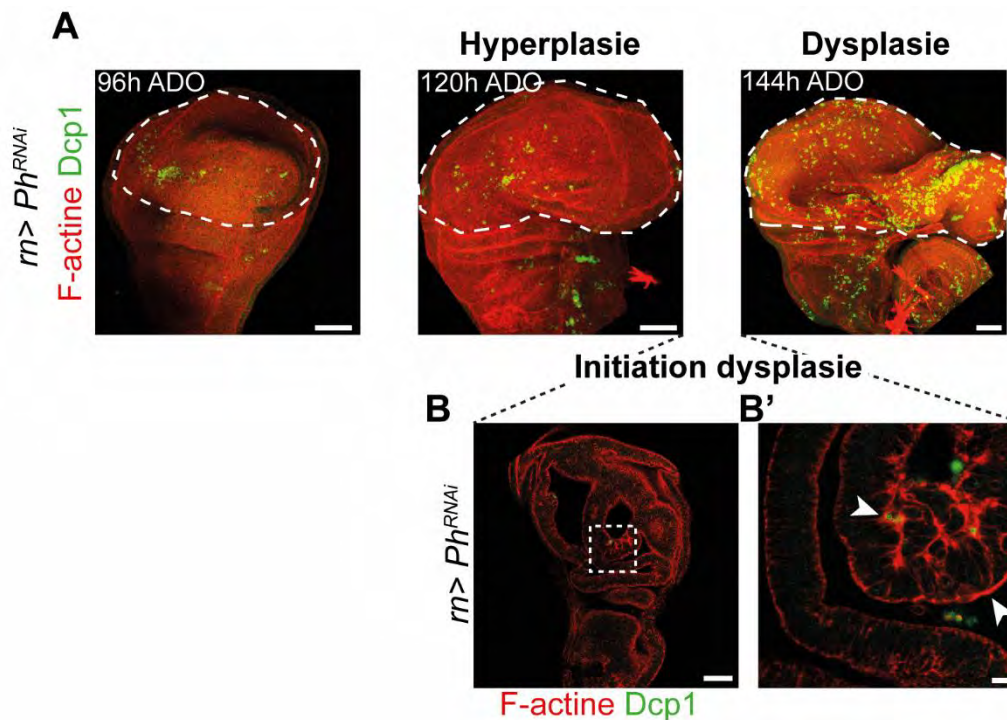 A
Hyperplasie
Dysplasie
96h ADO
120h ADO
144h ADO
rn> Ph^RNAi
F-actine Dcp1
Initiation dysplasie
B
B'
rn> Ph^RNAi
F-actine Dcp1